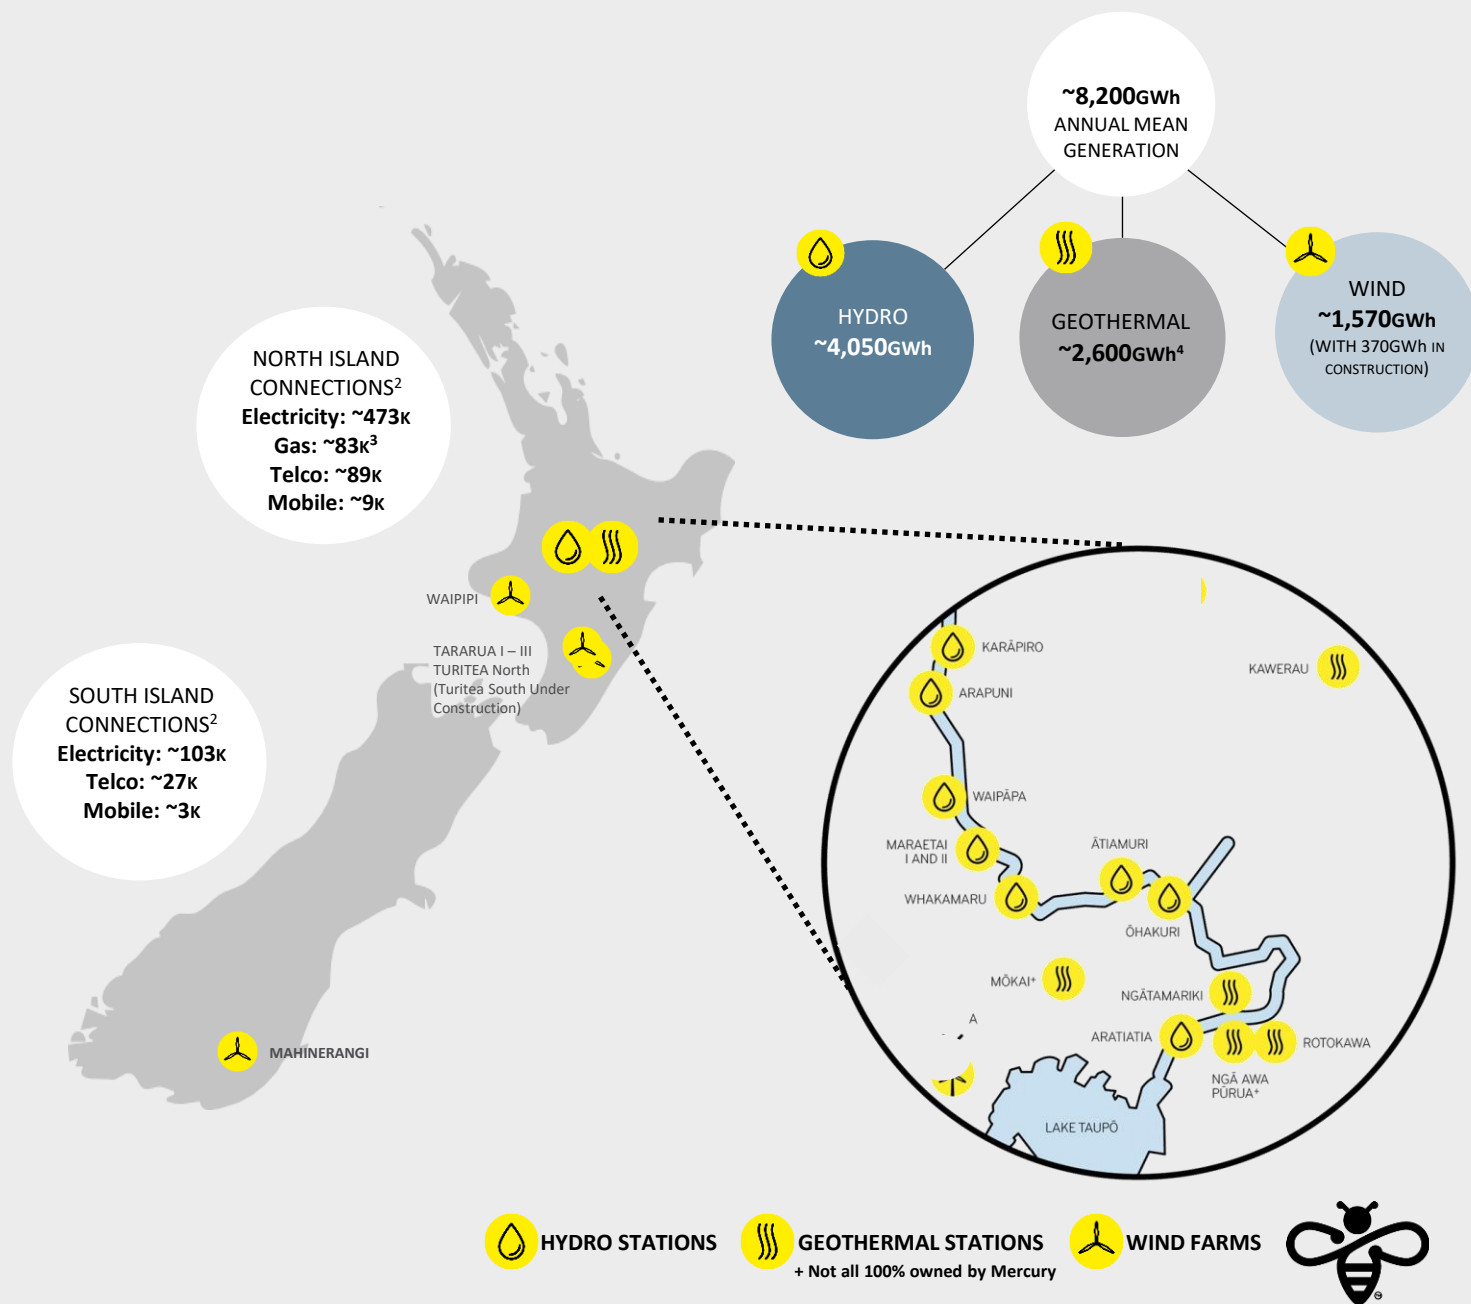 ~8,200GWh
ANNUAL MEAN
GENERATION
HYDRO
~4,050GWh
GEOTHERMAL
~2,600GWh⁴
WIND
~1,570GWh
(WITH 370GWh IN
CONSTRUCTION)
NORTH ISLAND
CONNECTIONS²
Electricity: ~473K
Gas: ~83K³
Telco: ~89K
Mobile: ~9K
WAIPIPI
TARARUA I – III
TURITEA North
(Turitea South Under
Construction)
SOUTH ISLAND
CONNECTIONS²
Electricity: ~103K
Telco: ~27K
Mobile: ~3K
MAHINERANGI
KARĀPIRO
KAWERAU
ARAPUNI
WAIPĀPA
MARAETAI
I AND II
ĀTIAMURI
WHAKAMARU
ŌHAKURI
MŌKAI+
NGĀTAMARIKI
A
ARATIATIA
ROTOKAWA
NGĀ AWA
PŪRUA+
LAKE TAUPŌ
HYDRO STATIONS
GEOTHERMAL STATIONS
+ Not all 100% owned by Mercury
WIND FARMS